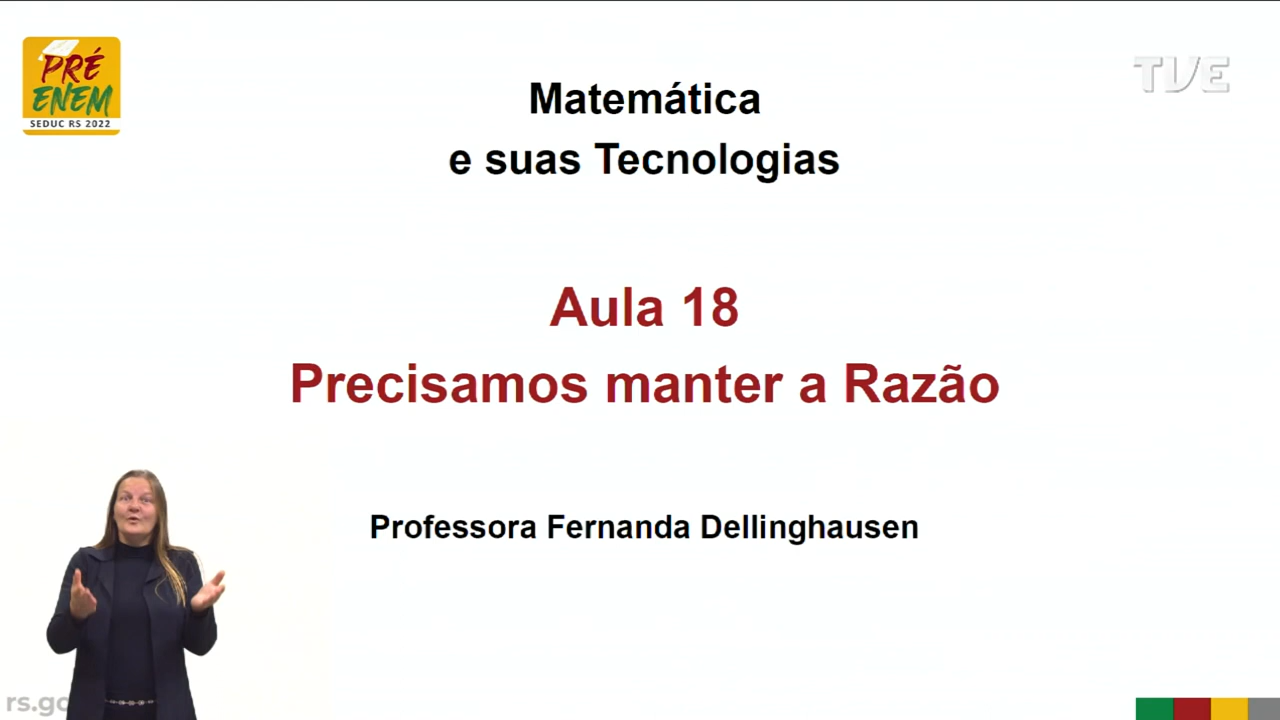 PRÉ
ENEM
SEDUC RS 2022
TVE
Matemática
e suas Tecnologias
Aula 18
Precisamos manter a Razão
Professora Fernanda Dellinghausen
rs.go